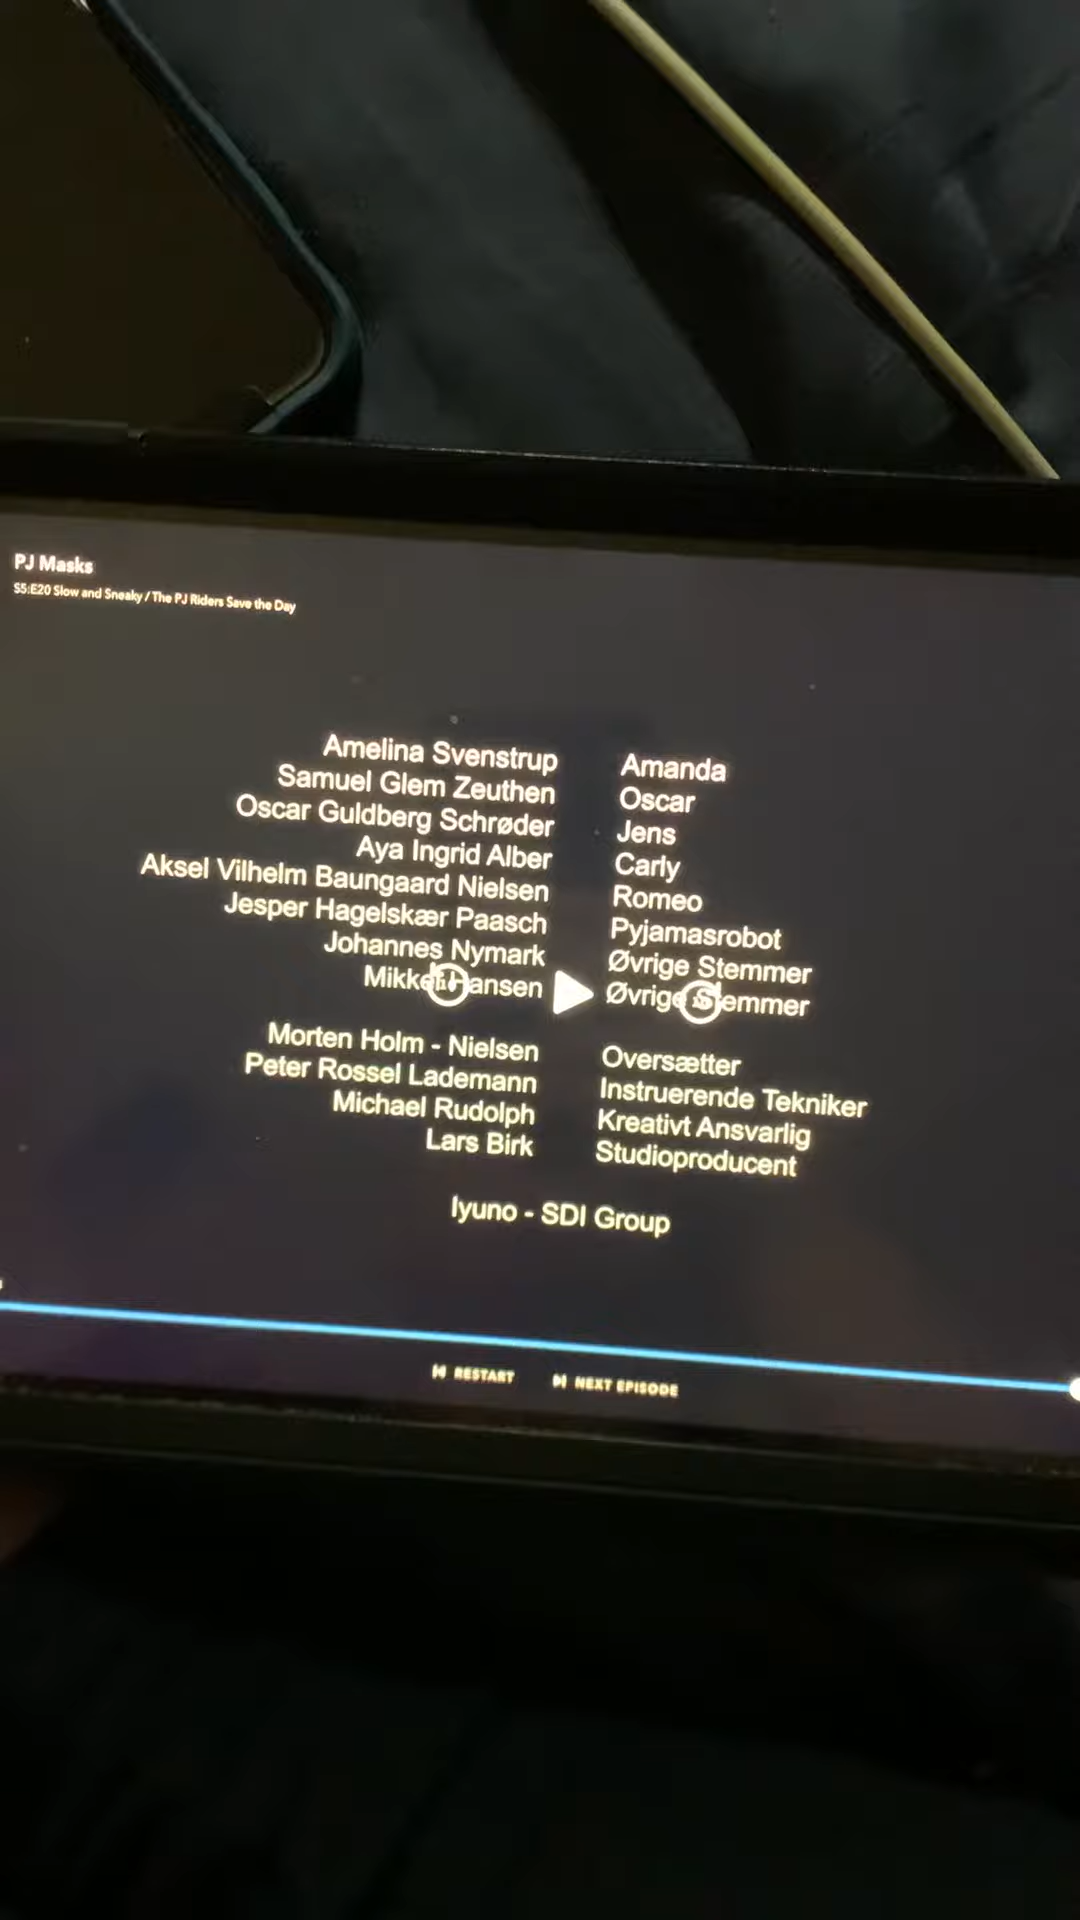 PJ Masks
S5:E20 Slow and Sneaky / The PJ Riders Save the Day
Amelina Svenstrup Amanda
Samuel Glem Zeuthen Oscar
Oscar Guldberg Schrøder Jens
Aya Ingrid Alber Carly
Aksel Vilhelm Baungaard Nielsen Romeo
Jesper Hagelskær Paasch Pyjamasrobot
Johannes Nymark Øvrige Stemmer
Mikkel Hansen Øvrige Stemmer
Morten Holm - Nielsen Oversætter
Peter Rossel Lademann Instruerende Tekniker
Michael Rudolph Kreativt Ansvarlig
Lars Birk Studioproducent
Iyuno - SDI Group
RESTART NEXT EPISODE